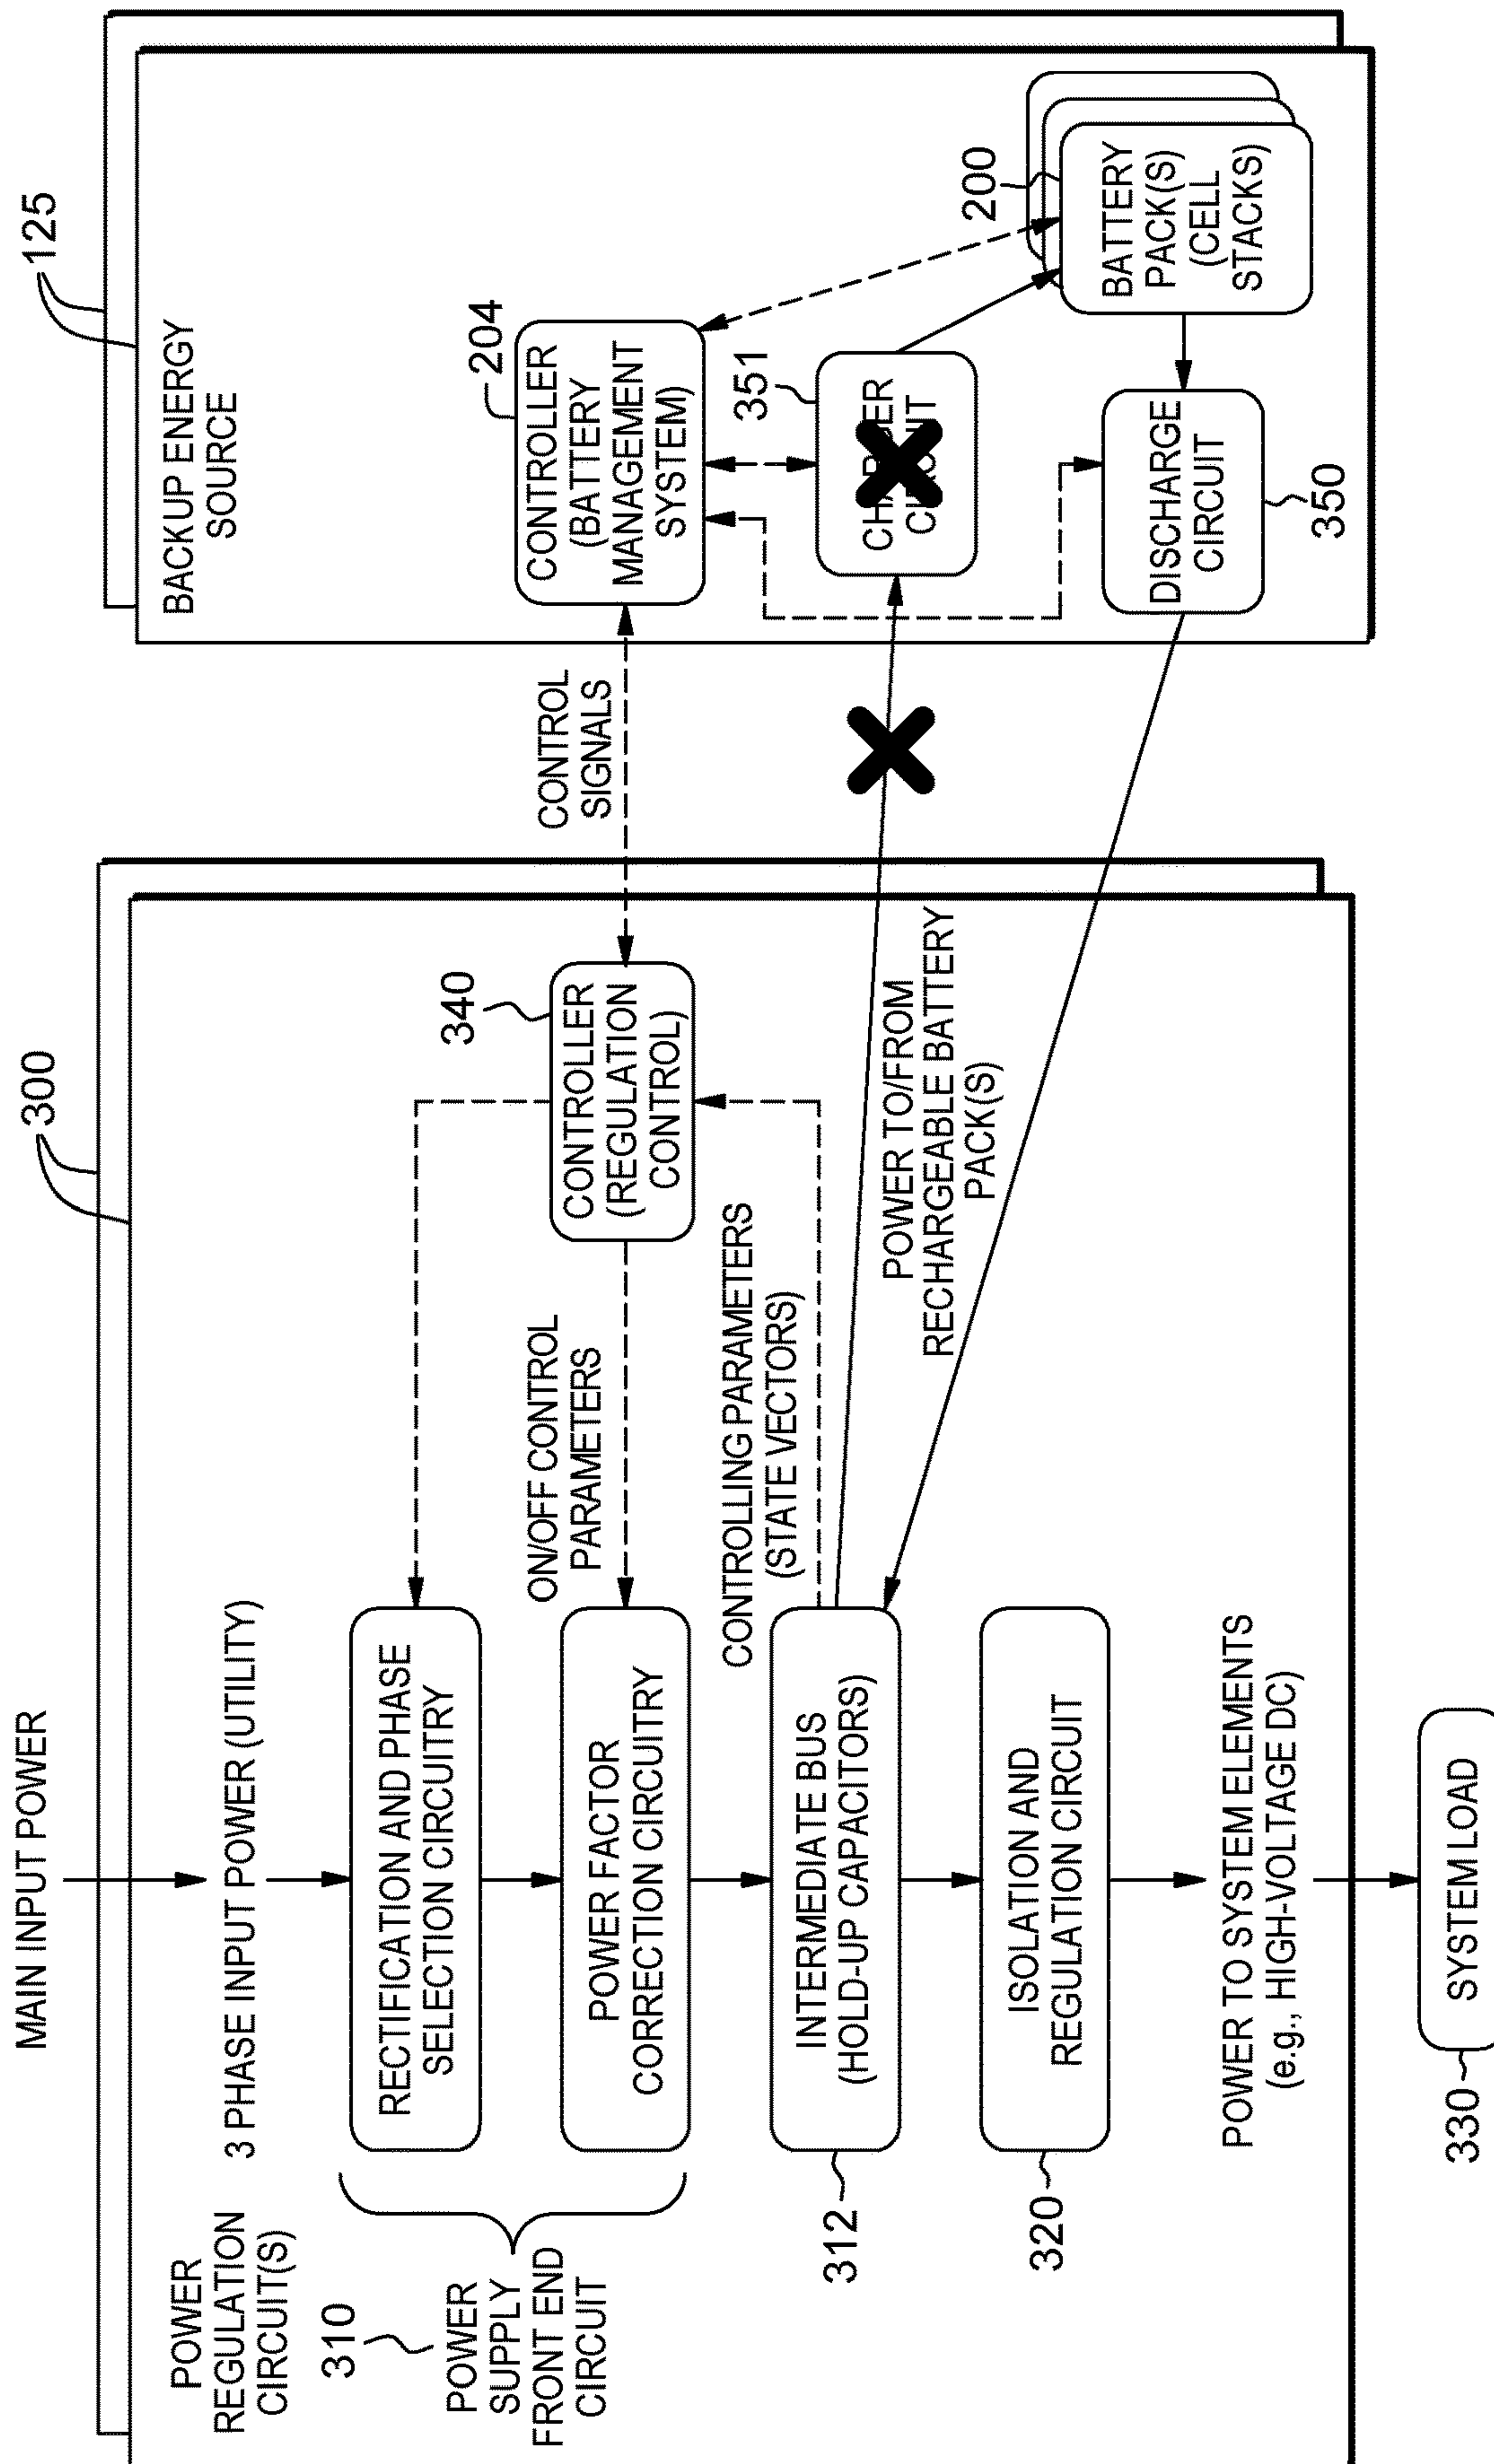 MAIN INPUT POWER
300
POWER
REGULATION
CIRCUIT(S)
3 PHASE INPUT POWER (UTILITY)
310
POWER
SUPPLY
FRONT END
CIRCUIT
RECTIFICATION AND PHASE
SELECTION CIRCUITRY
POWER FACTOR
CORRECTION CIRCUITRY
ON/OFF CONTROL
PARAMETERS
340
CONTROLLER
(REGULATION
CONTROL)
CONTROLLING PARAMETERS
(STATE VECTORS)
312
INTERMEDIATE BUS
(HOLD-UP CAPACITORS)
POWER TO/FROM
RECHARGEABLE BATTERY
PACK(S)
320
ISOLATION AND
REGULATION CIRCUIT
POWER TO SYSTEM ELEMENTS
(e.g., HIGH-VOLTAGE DC)
330
SYSTEM LOAD
CONTROL
SIGNALS
125
BACKUP ENERGY
SOURCE
204
CONTROLLER
(BATTERY
MANAGEMENT
SYSTEM)
351
CHARGER
CIRCUIT
200
BATTERY
PACK(S)
(CELL
STACKS)
DISCHARGE
CIRCUIT
350